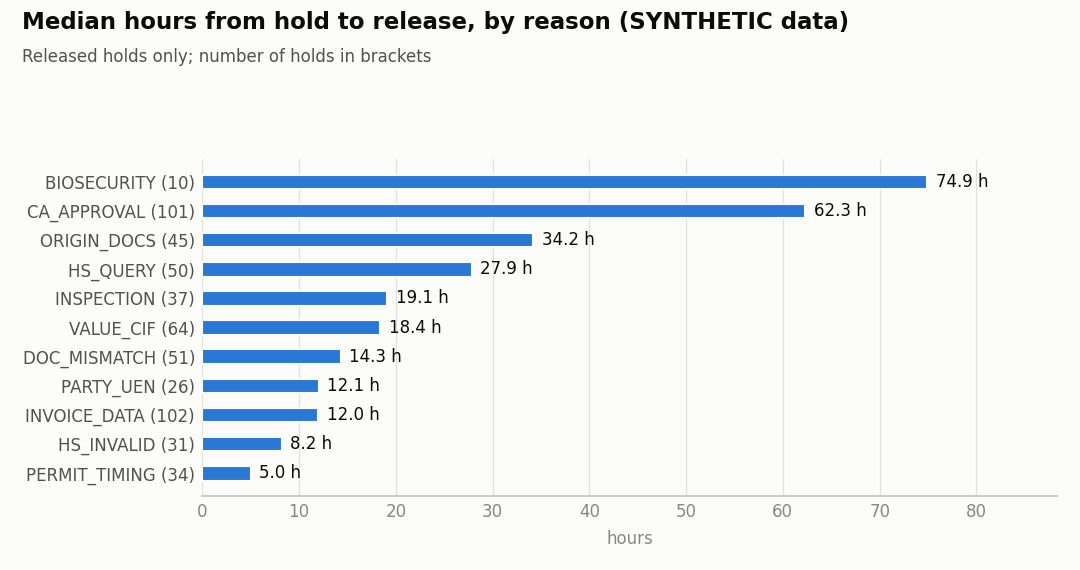 Median hours from hold to release, by reason (SYNTHETIC data)
Released holds only; number of holds in brackets
BIOSECURITY (10) 74.9 h
CA_APPROVAL (101) 62.3 h
ORIGIN_DOCS (45) 34.2 h
HS_QUERY (50) 27.9 h
INSPECTION (37) 19.1 h
VALUE_CIF (64) 18.4 h
DOC_MISMATCH (51) 14.3 h
PARTY_UEN (26) 12.1 h
INVOICE_DATA (102) 12.0 h
HS_INVALID (31) 8.2 h
PERMIT_TIMING (34) 5.0 h
0 10 20 30 40 50 60 70 80
hours